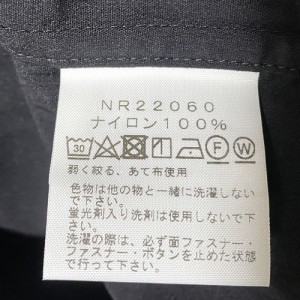 NR22060
ナイロン100%
30 F W
弱く絞る、あて布使用
色物は他の物と一緒に洗濯しない
で下さい。
蛍光剤入り洗剤は使用しないで下
さい。
洗濯の際は、必ず面ファスナー・
ファスナー・ボタンを止めた状態
で行って下さい。